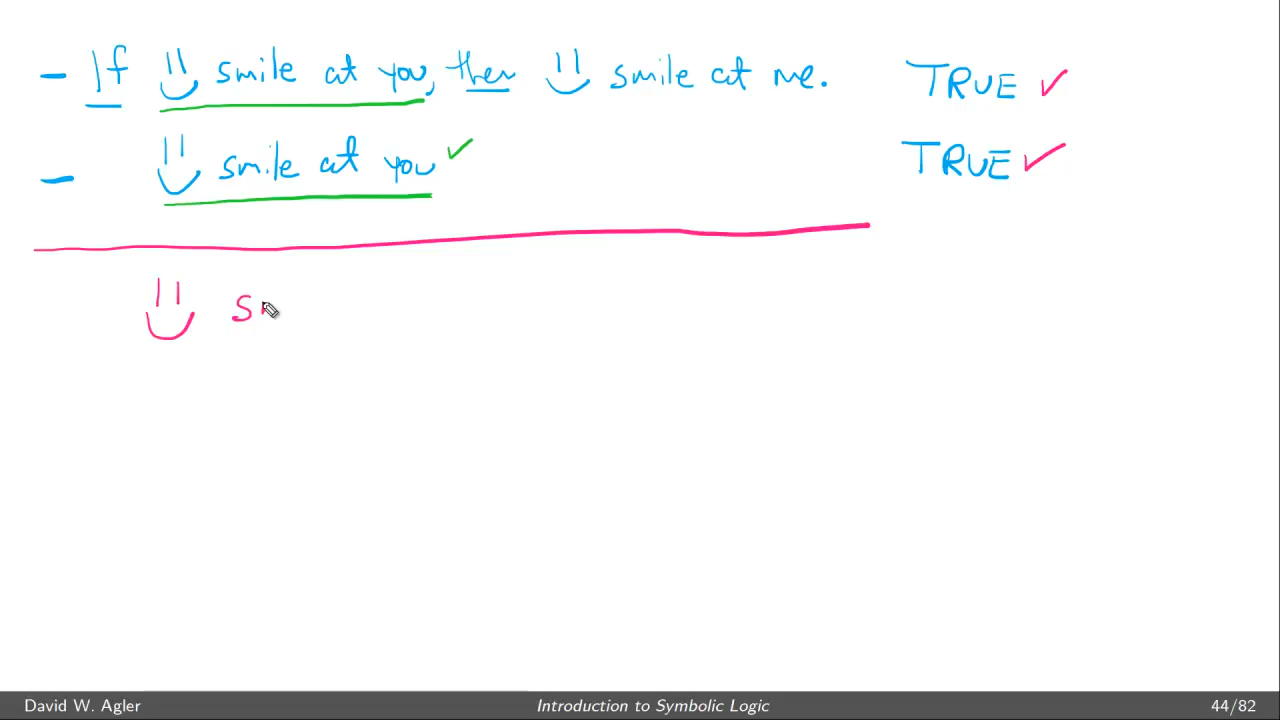 - If smile at you, then smile at me. TRUE ✓
- smile at you ✓ TRUE ✓
S
David W. Agler Introduction to Symbolic Logic 44/82